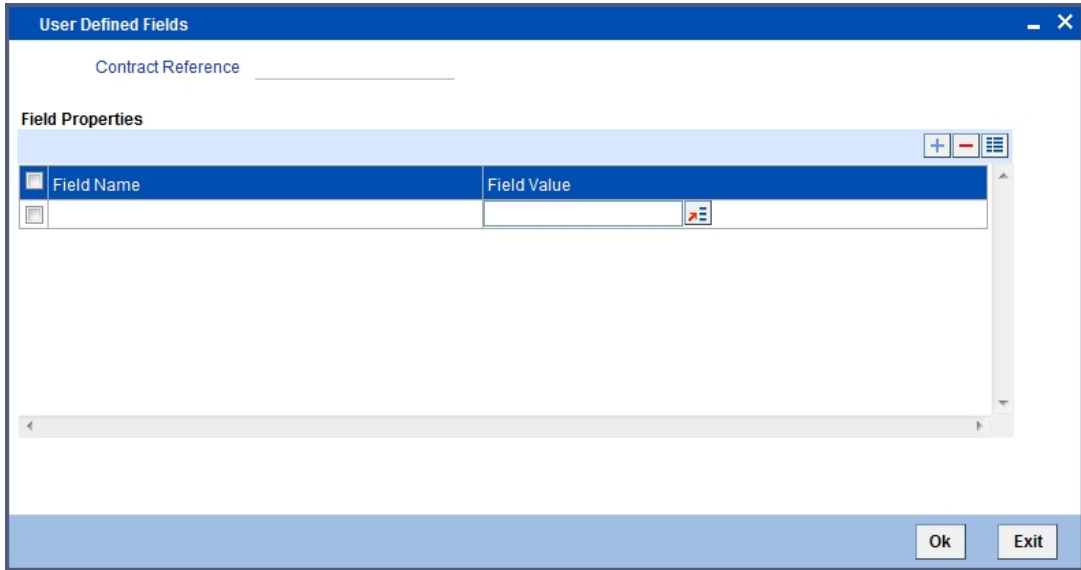 User Defined Fields
Contract Reference
Field Properties
Field Name Field Value
Ok Exit